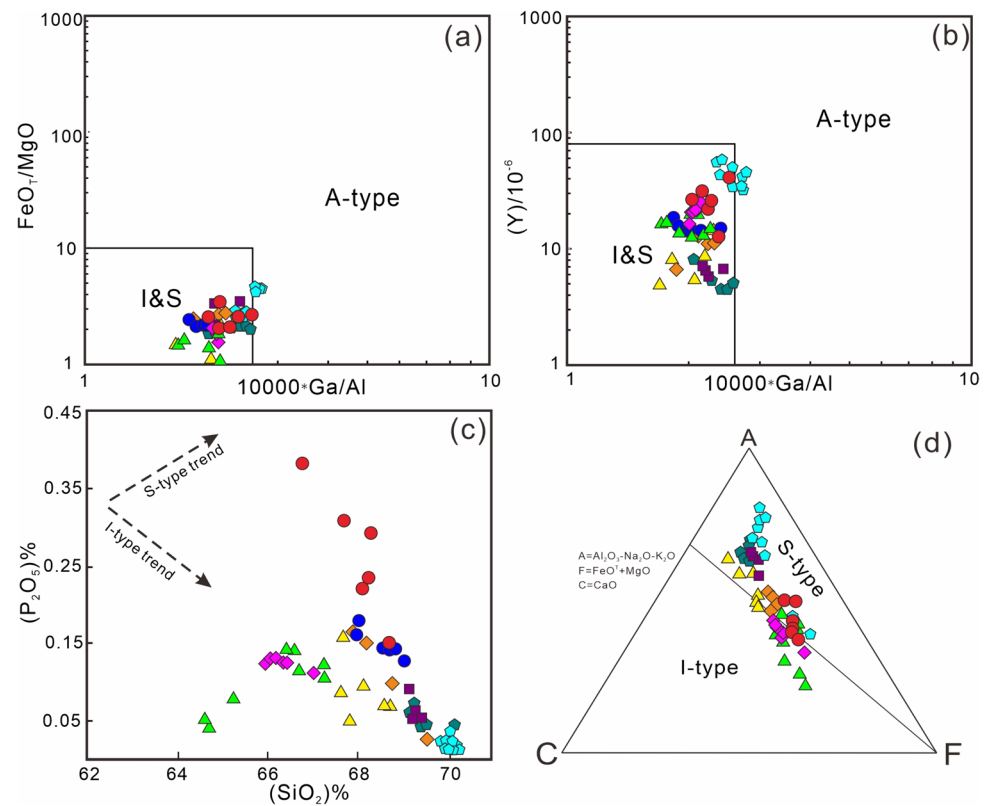 (a)
FeOT/MgO
1000
100
10
1
A-type
I&S
1
10000*Ga/Al
10
(b)
(Y)/10⁻⁶
1000
100
10
1
A-type
I&S
1
10000*Ga/Al
10
(c)
(P₂O₅)%
0.45
0.35
0.25
0.15
0.05
S-type trend
I-type trend
62
64
66
68
70
(SiO₂)%
(d)
A
A=Al₂O₃-Na₂O-K₂O
F=FeOᵀ+MgO
C=CaO
S-type
I-type
C
F